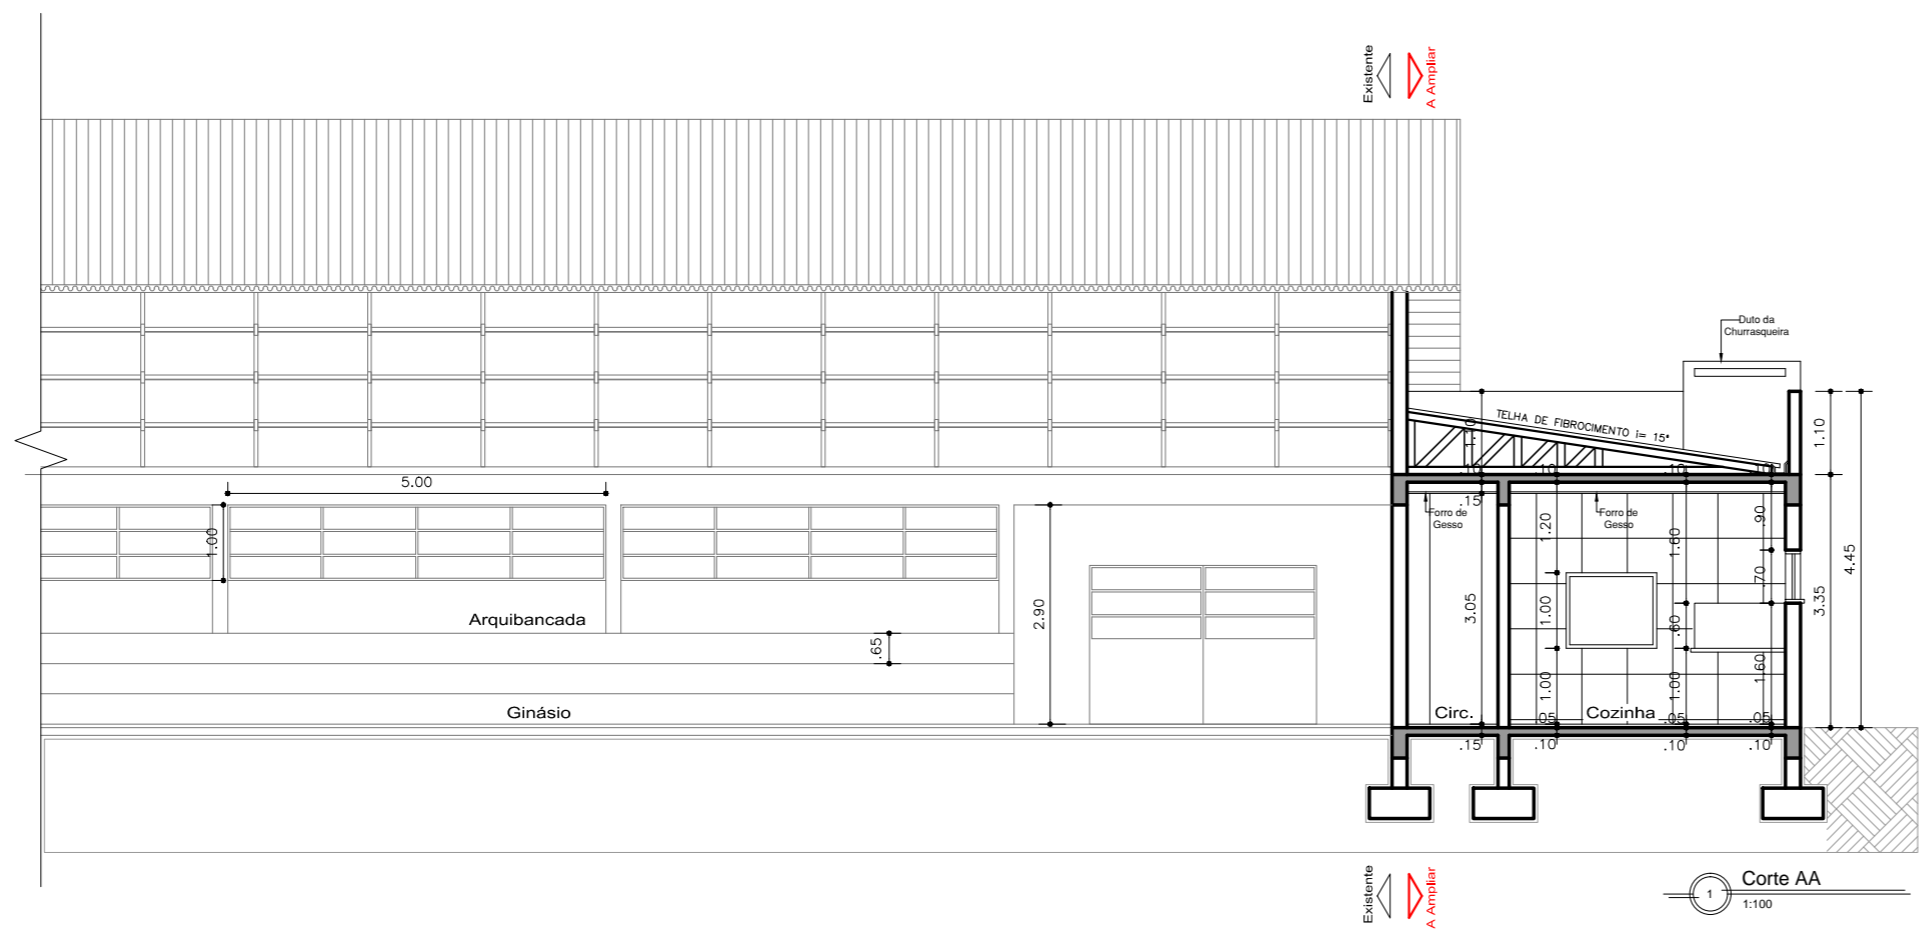 Existente
A Ampliar
Duto da
Churrasqueira
TELHA DE FIBROCIMENTO i= 15°
1.10
1.10
4.45
3.35
5.00
1.00
.10
.10
.10
.10
.15
Forro de
Gesso
Forro de
Gesso
1.20
1.60
.90
.70
2.90
3.05
1.00
.60
1.60
Arquibancada
.65
1.00
1.00
Ginásio
Circ.
Cozinha
.05
.05
.05
.15
.10
.10
.10
Existente
A Ampliar
1
Corte AA
1:100